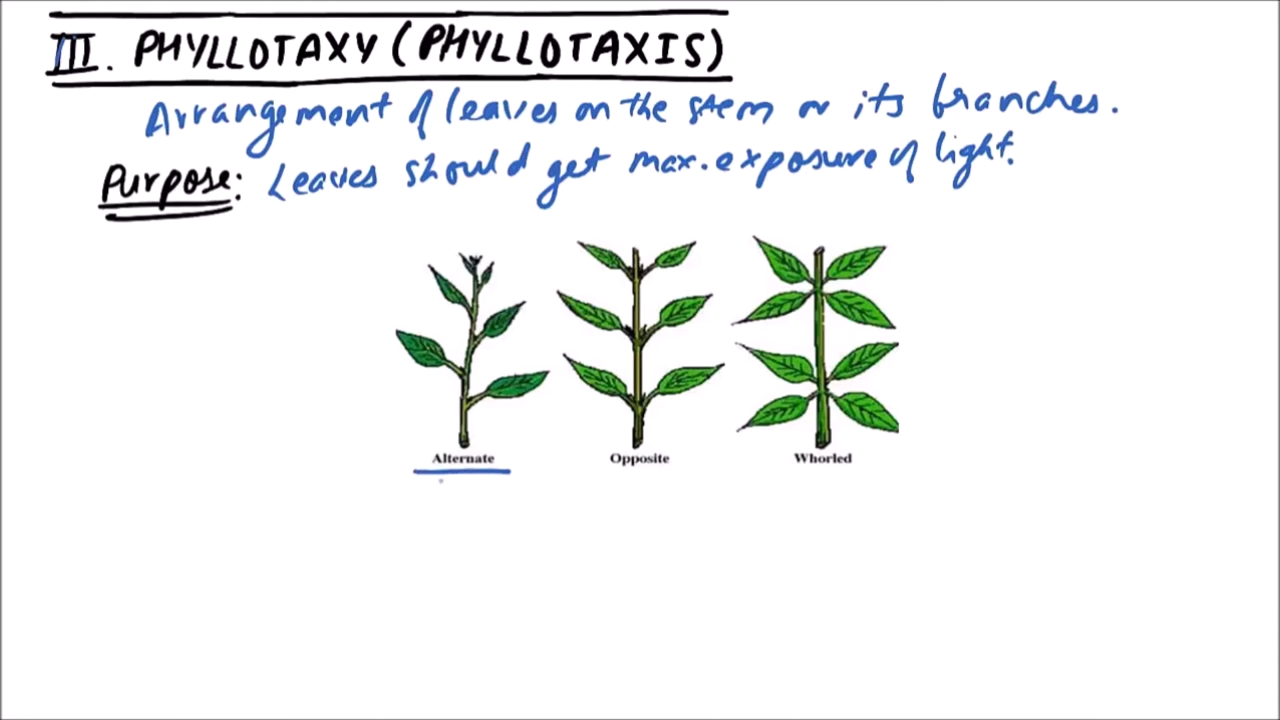 III. PHYLLOTAXY (PHYLLOTAXIS)
Arrangement of leaves on the stem or its branches.
Purpose: Leaves should get max. exposure of light.
Alternate Opposite Whorled